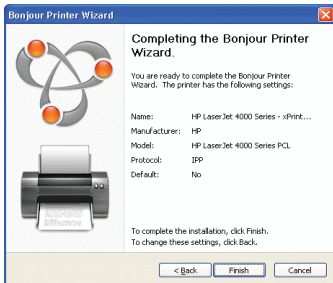 Bonjour Printer Wizard
Completing the Bonjour Printer
Wizard.
You are ready to complete the Bonjour Printer
Wizard. The printer has the following settings:
Name: HP LaserJet 4000 Series - xPrint...
Manufacturer: HP
Model: HP LaserJet 4000 Series PCL
Protocol: IPP
Default: No
To complete the installation, click Finish.
To change these settings, click Back.
< Back Finish Cancel